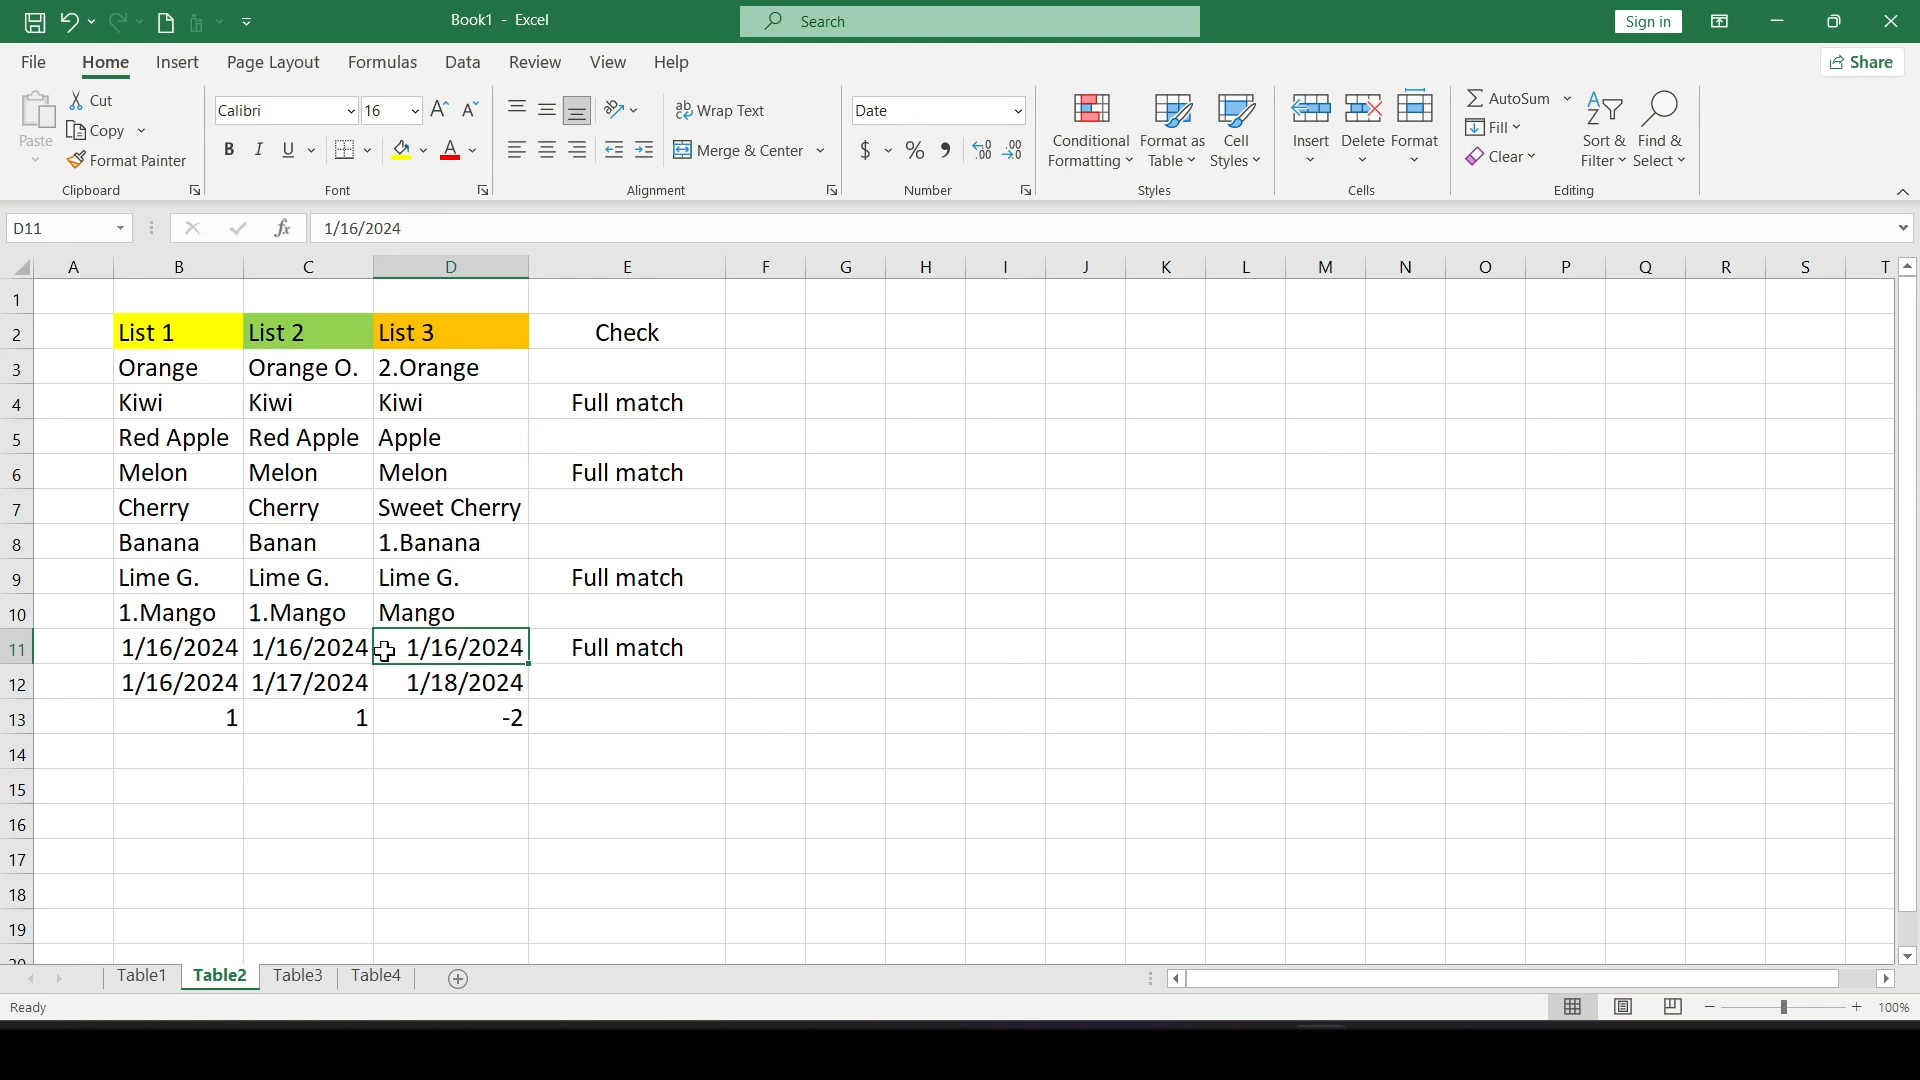 Book1 - Excel
Search
Sign in
File Home Insert Page Layout Formulas Data Review View Help
Share
Paste
Cut
Copy
Format Painter
Clipboard
Calibri 16
B I U
Font
Wrap Text
Merge & Center
Alignment
Date
$ % 9
Number
Conditional Formatting
Format as Table
Cell Styles
Styles
Insert Delete Format
Cells
AutoSum
Fill
Clear
Sort & Filter
Find & Select
Editing
D11 fx 1/16/2024
A B C D E F G H I J K L M N O P Q R S T
1
2 List 1 List 2 List 3 Check
3 Orange Orange O. 2.Orange
4 Kiwi Kiwi Kiwi Full match
5 Red Apple Red Apple Apple
6 Melon Melon Melon Full match
7 Cherry Cherry Sweet Cherry
8 Banana Banan 1.Banana
9 Lime G. Lime G. Lime G. Full match
10 1.Mango 1.Mango Mango
11 1/16/2024 1/16/2024 1/16/2024 Full match
12 1/16/2024 1/17/2024 1/18/2024
13 1 1 -2
14
15
16
17
18
19
20
Table1 Table2 Table3 Table4
Ready
100%